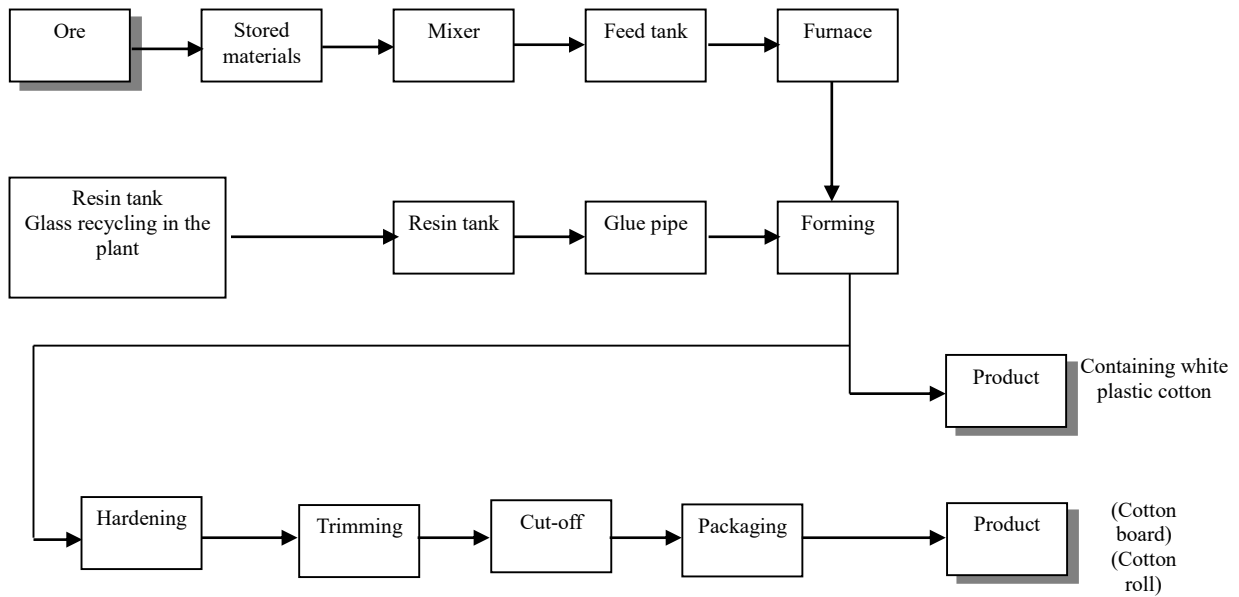 Ore
Stored
materials
Mixer
Feed tank
Furnace
Resin tank
Glass recycling in the
plant
Resin tank
Glue pipe
Forming
Product
Containing white
plastic cotton
Hardening
Trimming
Cut-off
Packaging
Product
(Cotton
board)
(Cotton
roll)